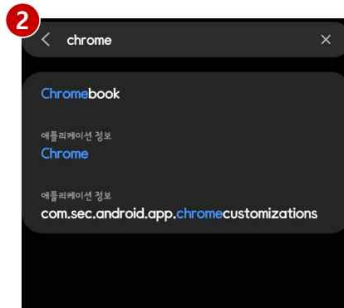 2
chrome
Chromebook
애플리케이션 정보
Chrome
애플리케이션 정보
com.sec.android.app.chromecustomizations